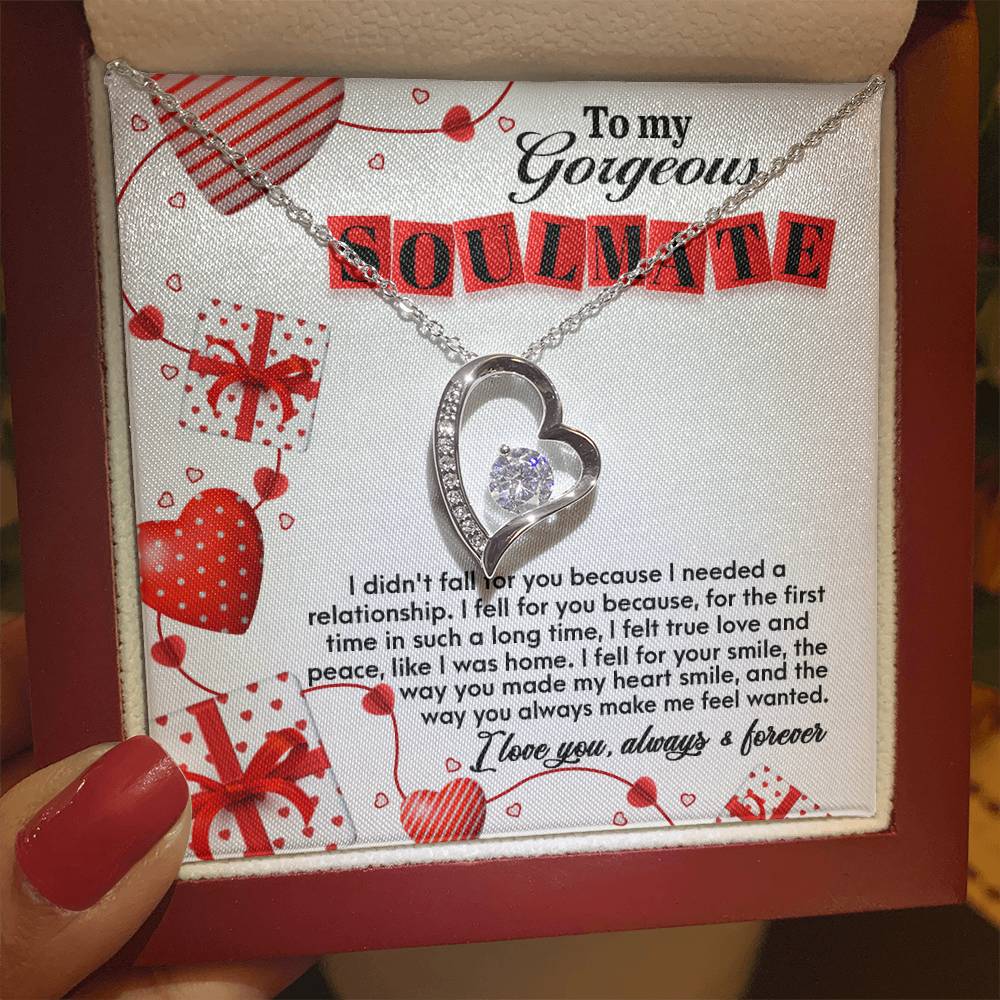 To my
Gorgeous
SOULMATE
I didn't fall for you because I needed a
relationship. I fell for you because, for the first
time in such a long time, I felt true love and
peace, like I was home. I fell for your smile, the
way you made my heart smile, and the
way you always make me feel wanted.
I love you, always & forever